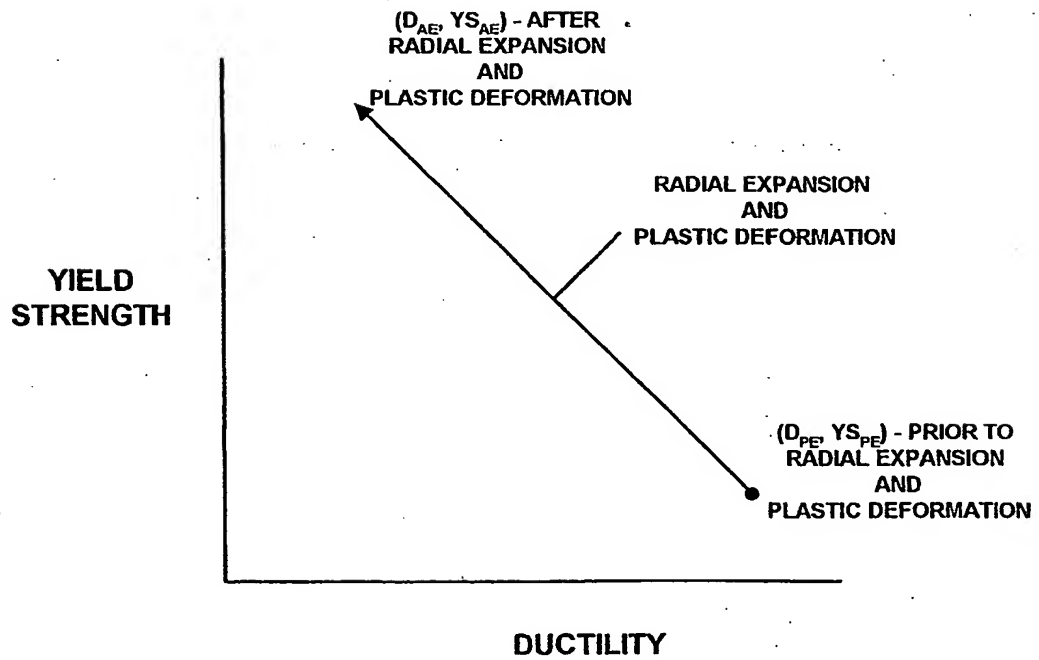 (D_AE, YS_AE) - AFTER
RADIAL EXPANSION
AND
PLASTIC DEFORMATION
RADIAL EXPANSION
AND
PLASTIC DEFORMATION
YIELD
STRENGTH
(D_PE, YS_PE) - PRIOR TO
RADIAL EXPANSION
AND
PLASTIC DEFORMATION
DUCTILITY